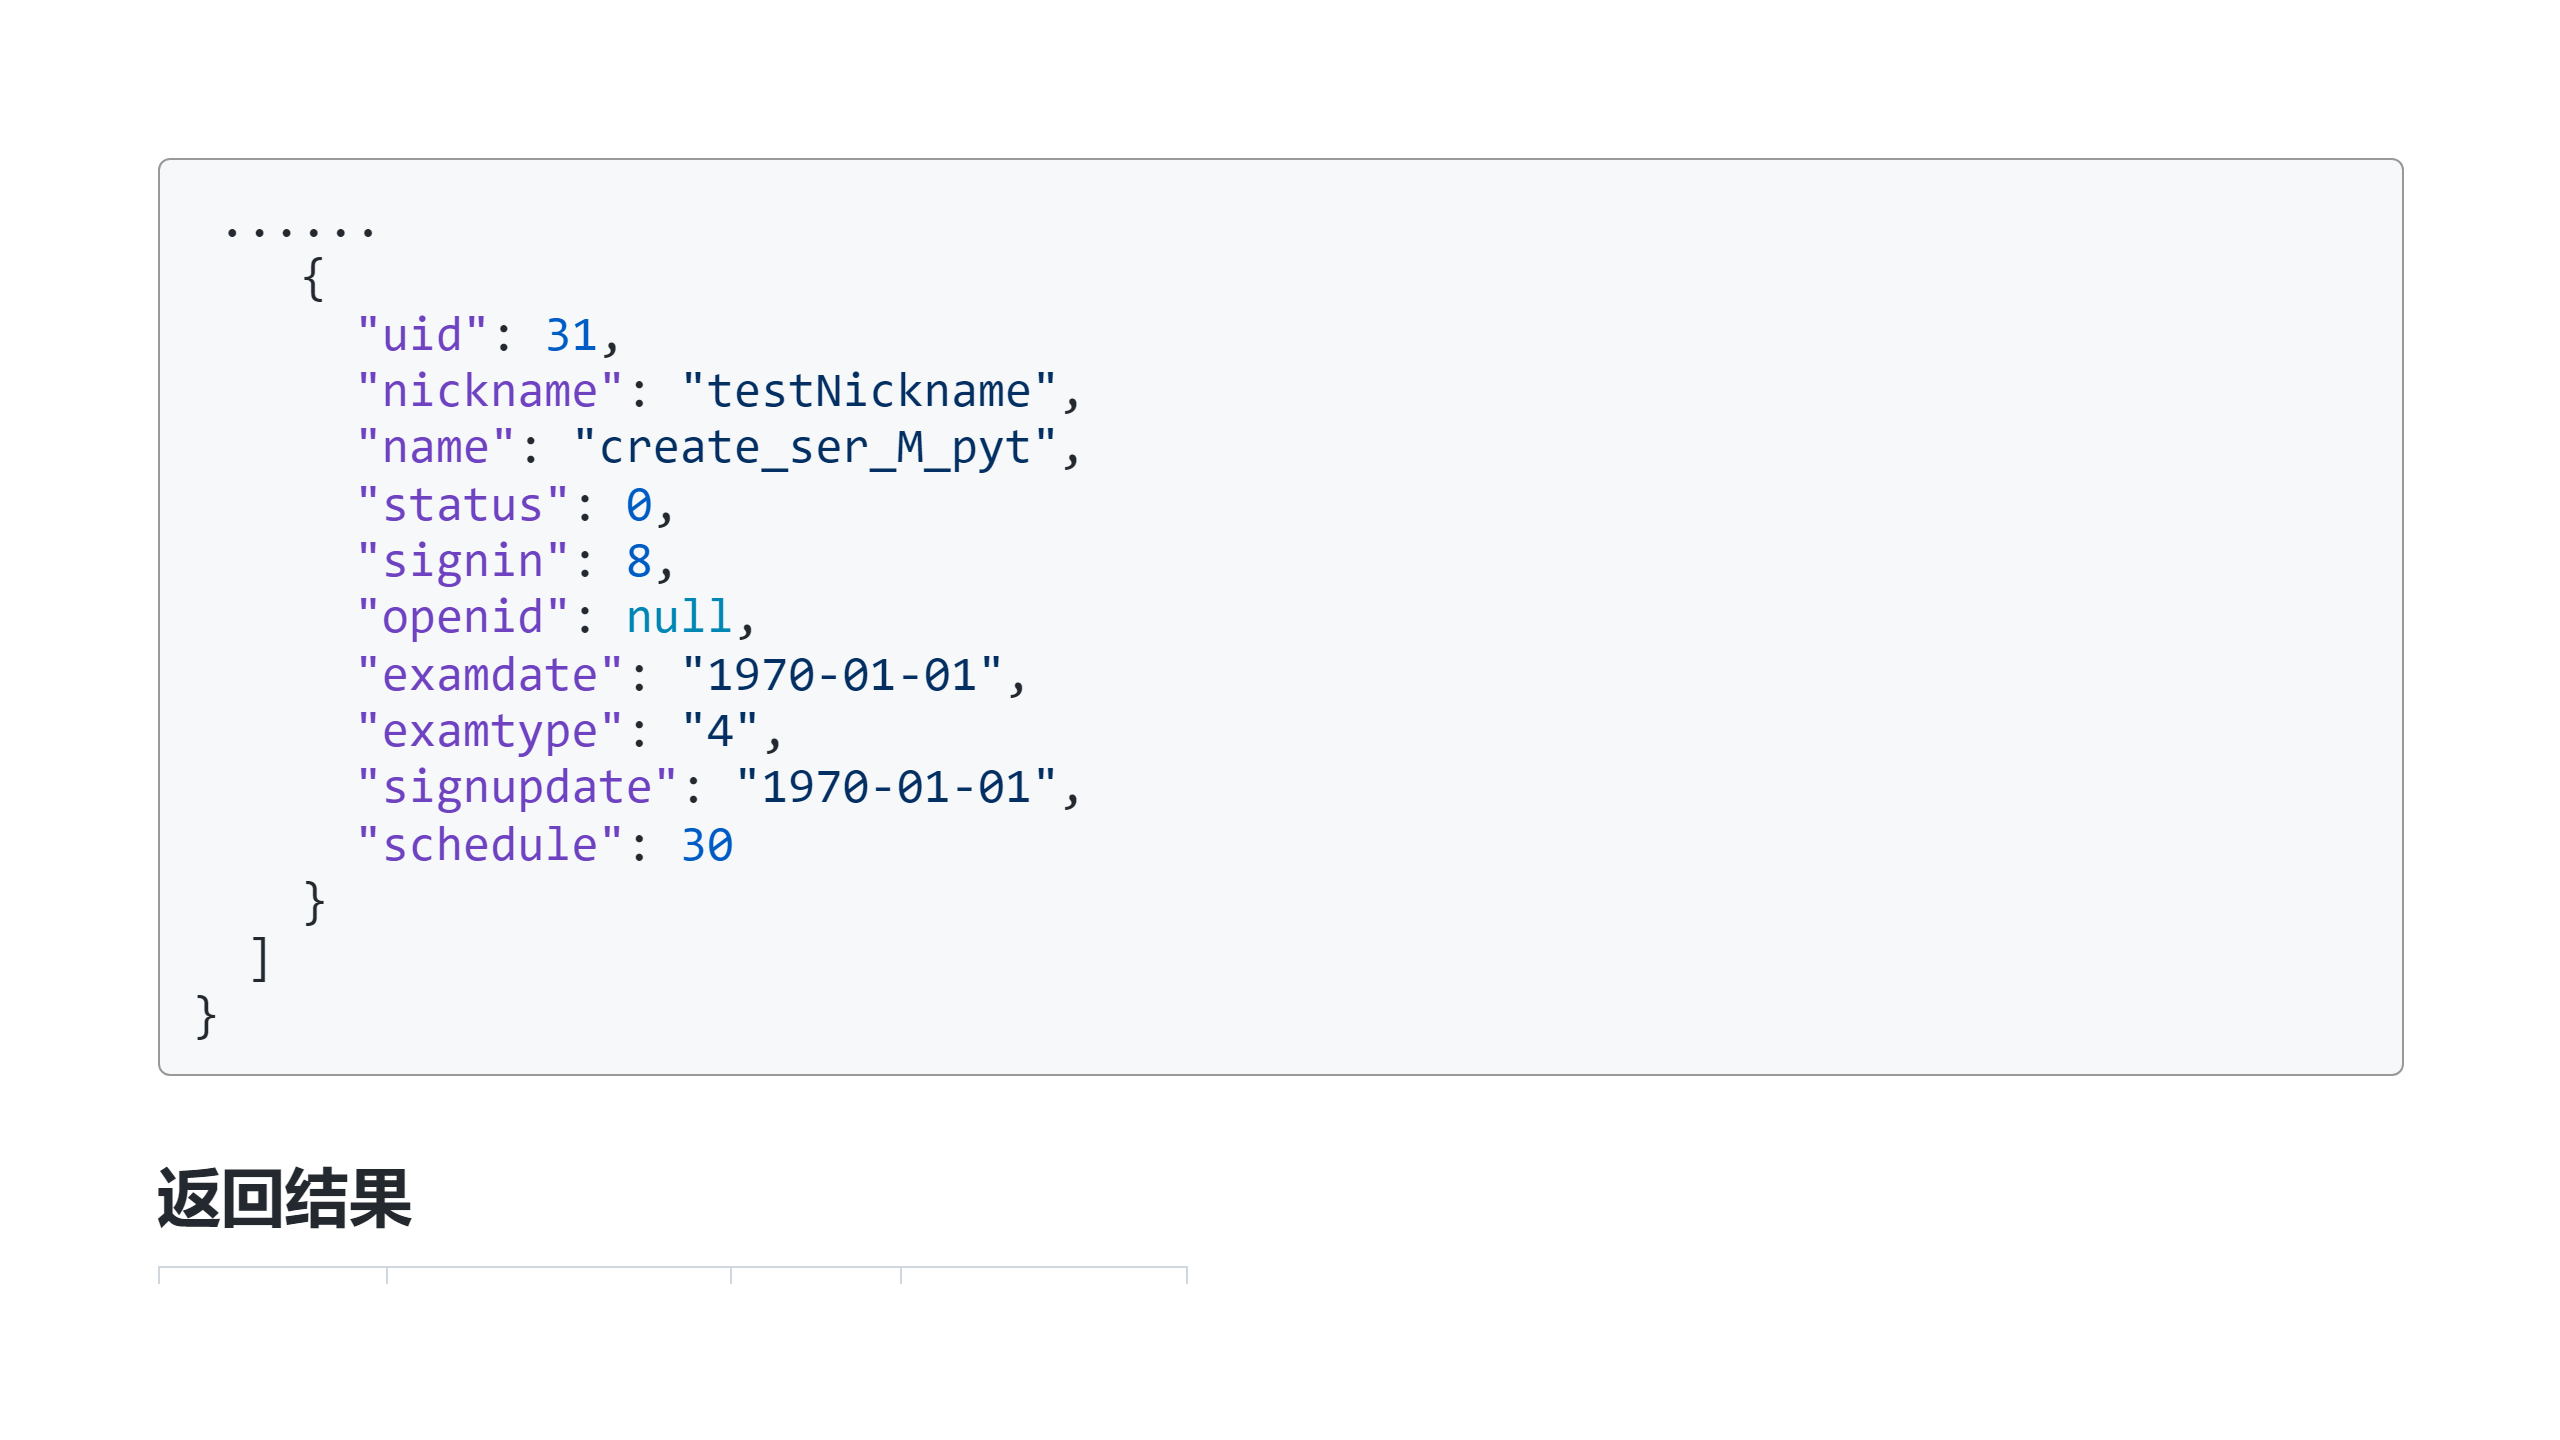 ......
{
"uid": 31,
"nickname": "testNickname",
"name": "create_ser_M_pyt",
"status": 0,
"signin": 8,
"openid": null,
"examdate": "1970-01-01",
"examtype": "4",
"signupdate": "1970-01-01",
"schedule": 30
}
]
}
返回结果